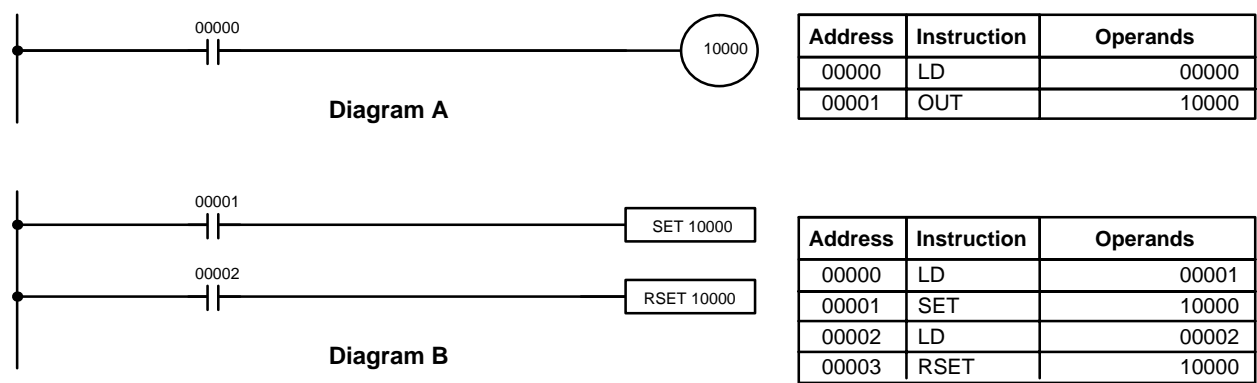 00000
10000
Diagram A
Address Instruction Operands
00000 LD 00000
00001 OUT 10000
00001
SET 10000
00002
RSET 10000
Diagram B
Address Instruction Operands
00000 LD 00001
00001 SET 10000
00002 LD 00002
00003 RSET 10000